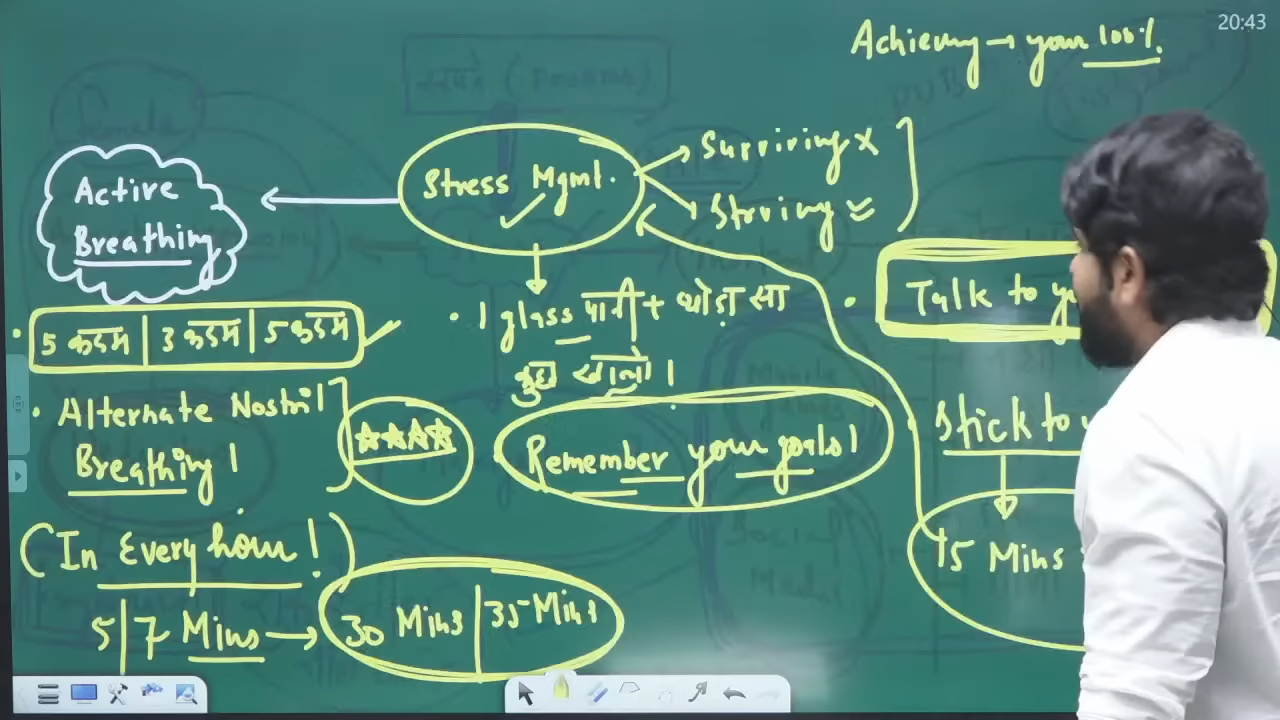 20:43
Achieving → your 100%.
Stress Mgmt.
Surviving ×
Striving
Active
Breathing
5 कदम | 3 कदम | 5 कदम
• 1 glass पानी + थोडा सा
कुछ खालो ।
• Talk to
• Alternate Nostril
Breathing !
Remember your goals !
Stick to
(In Every hour !)
15 Mins
5 | 7 Mins → 30 Mins | 35 Mins